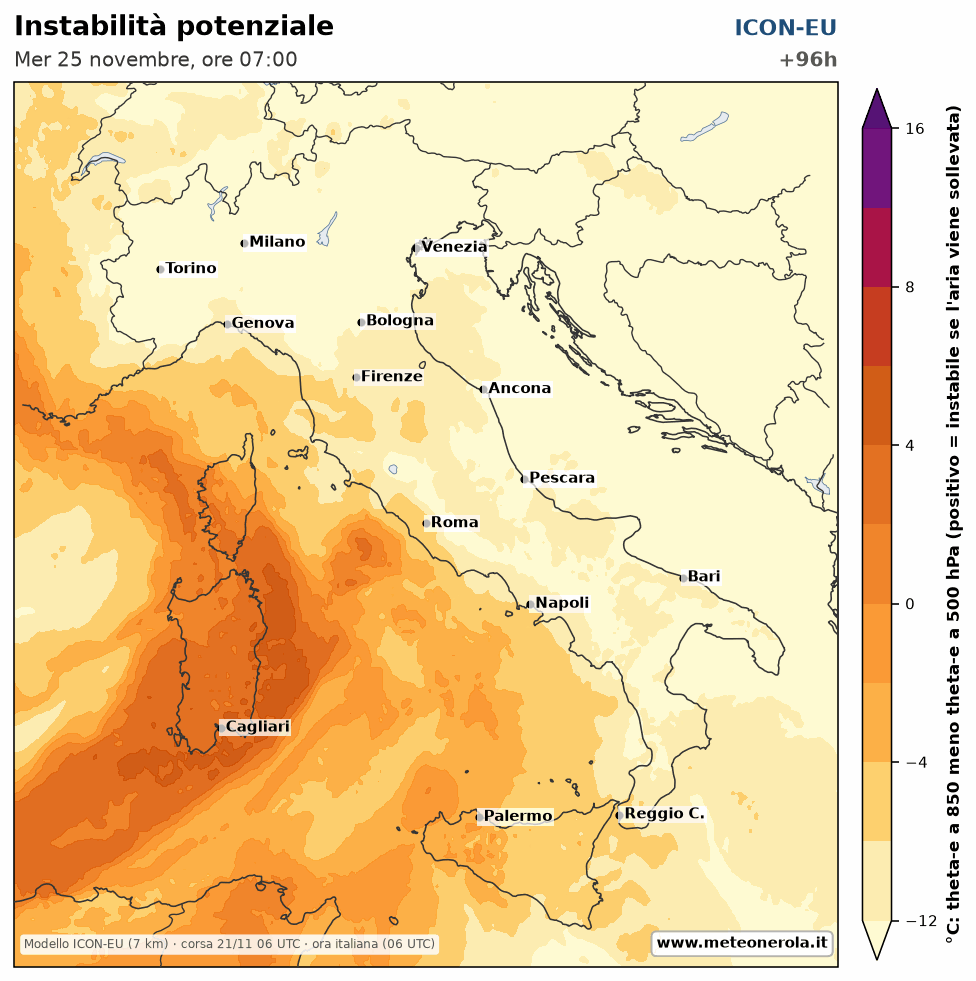 Instabilità potenziale
ICON-EU
Mer 25 novembre, ore 07:00
+96h
Milano
Venezia
Torino
Genova
Bologna
Firenze
Ancona
Pescara
Roma
Bari
Napoli
Cagliari
Palermo
Reggio C.
16
8
4
0
−4
−12
°C: theta-e a 850 meno theta-e a 500 hPa (positivo = instabile se l'aria viene sollevata)
Modello ICON-EU (7 km) · corsa 21/11 06 UTC · ora italiana (06 UTC)
www.meteonerola.it